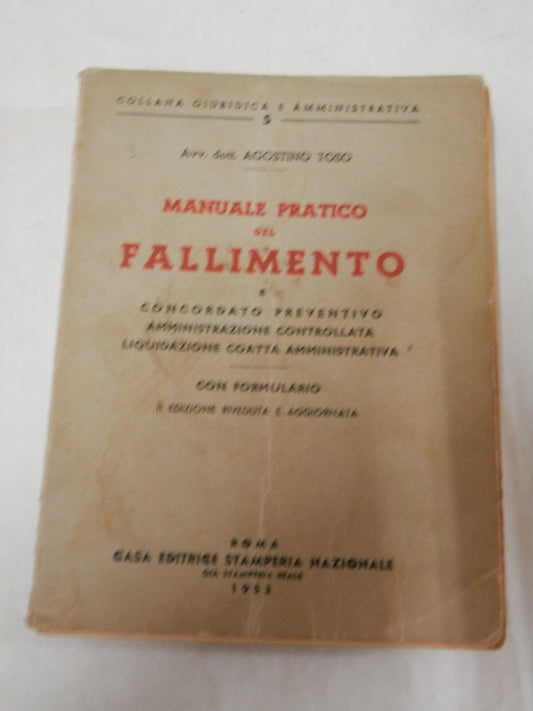 COLLANA GIURIDICA E AMMINISTRATIVA
5
Avv. dott. AGOSTINO TOSO
MANUALE PRATICO
DEL
FALLIMENTO
E
CONCORDATO PREVENTIVO
AMMINISTRAZIONE CONTROLLATA
LIQUIDAZIONE COATTA AMMINISTRATIVA
CON FORMULARIO
II EDIZIONE RIVEDUTA E AGGIORNATA
ROMA
CASA EDITRICE STAMPERIA NAZIONALE
GIÀ STAMPERIA REALE
1953